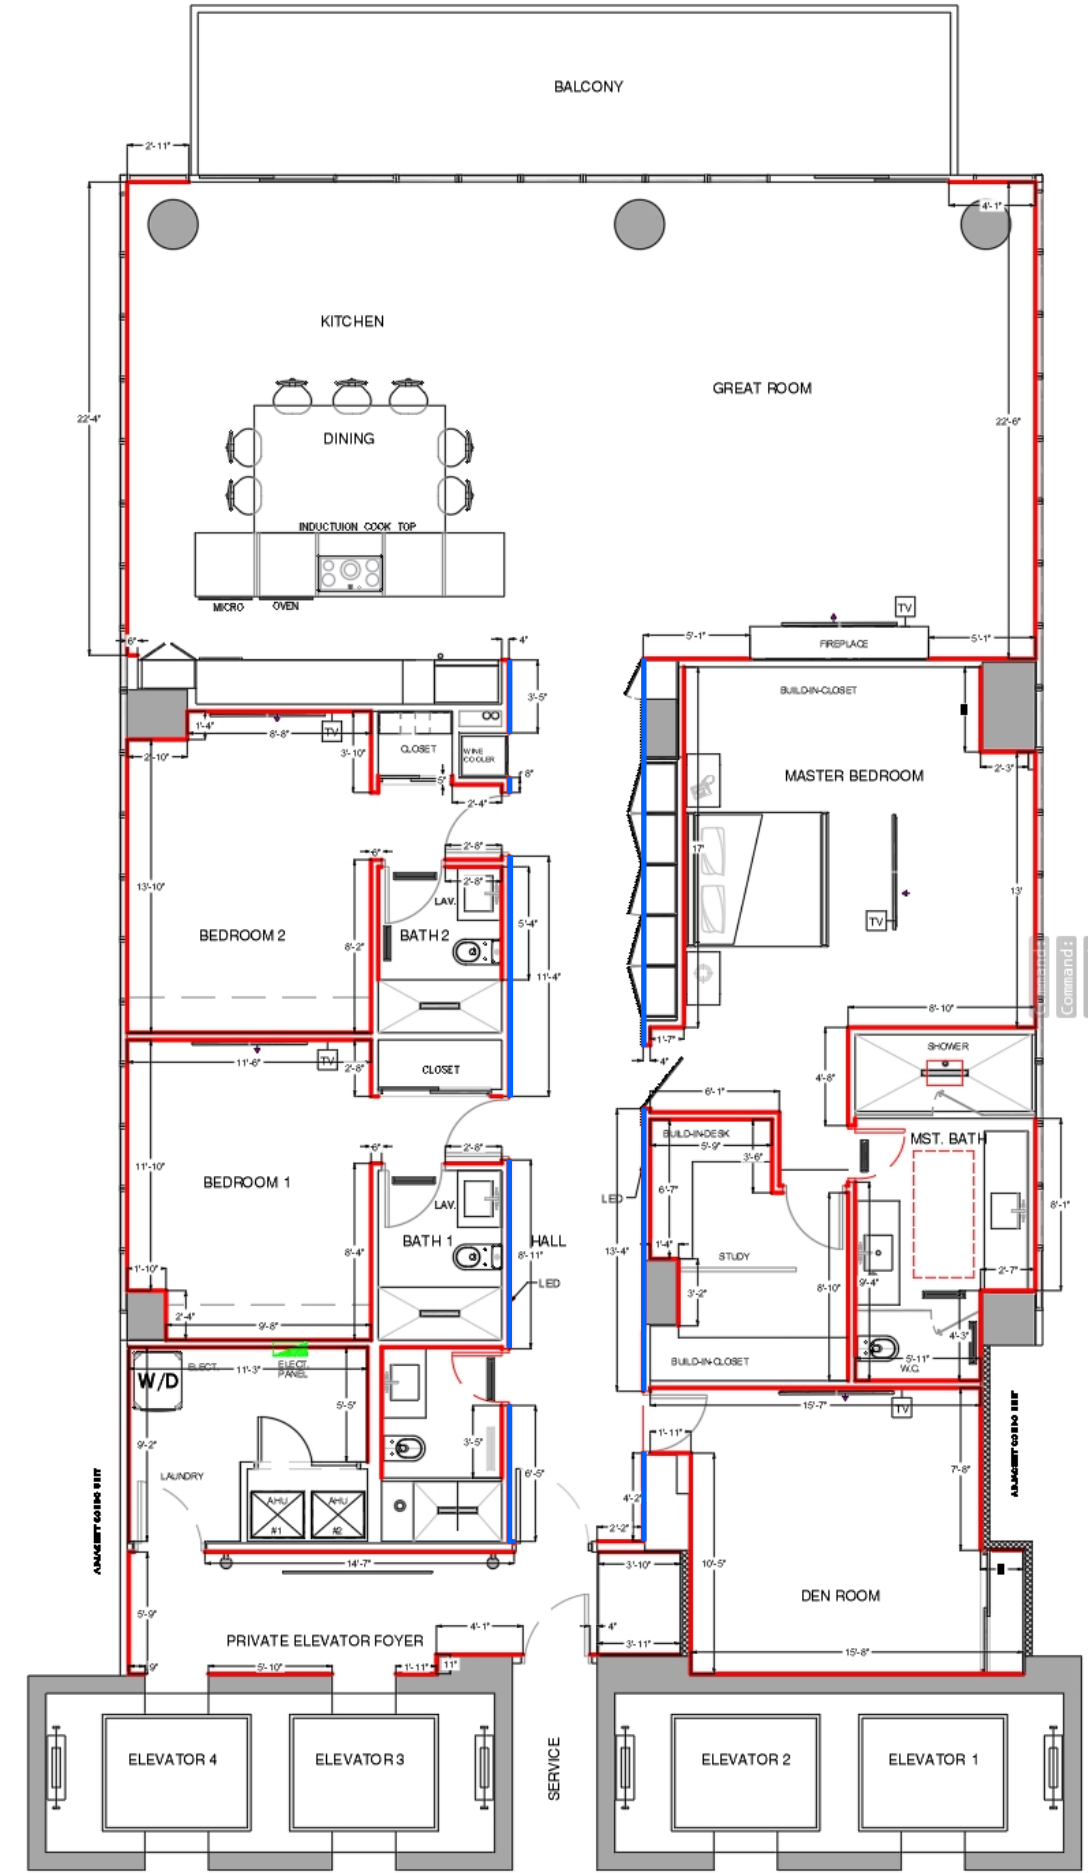 BALCONY
2'-11"
4'-1"
KITCHEN
GREAT ROOM
22'-4"
22'-6"
DINING
INDUCTUION COOK TOP
MICRO
OVEN
TV
6"
4"
5'-1"
FIREPLACE
5'-1"
3'-5"
BUILD-IN-CLOSET
1'-4"
8'-8"
TV
3'-10"
CLOSET
WINE
COOLER
2'-10"
5"
8"
2'-4"
2'-3"
MASTER BEDROOM
6"
2'-8"
2'-8"
17'
13'-10"
LAV.
5'-4"
13'
TV
BEDROOM 2
BATH 2
8'-2"
11'-4"
Command:
Command:
8'-10"
1'-7"
SHOWER
11'-6"
TV
2'-8"
CLOSET
4"
4'-8"
6'-1"
BUILD-IN-DESK
5'-9"
MST. BATH
6"
2'-8"
3'-6"
11'-10"
BEDROOM 1
6'-7"
LED
LAV.
8'-1"
BATH 1
HALL
8'-4"
8'-11"
13'-4"
1'-4"
STUDY
1'-10"
LED
8'-10"
9'-4"
2'-7"
2'-4"
3'-2"
9'-8"
4'-3"
ELECT.
11'-3"
ELECT.
PANEL
BUILD-IN-CLOSET
5'-11"
W.C.
W/D
15'-7"
TV
5'-5"
1'-11"
9'-2"
3'-5"
6'-5"
7'-8"
LAUNDRY
4'-2"
AHU
#1
AHU
#2
2'-2"
ADJACENT CONDO UNIT
ADJACENT CONDO UNIT
14'-7"
3'-10"
10'-5"
DEN ROOM
5'-9"
4'-1"
4"
PRIVATE ELEVATOR FOYER
3'-11"
15'-8"
9"
5'-10"
1'-11"
11"
ELEVATOR 4
ELEVATOR 3
SERVICE
ELEVATOR 2
ELEVATOR 1